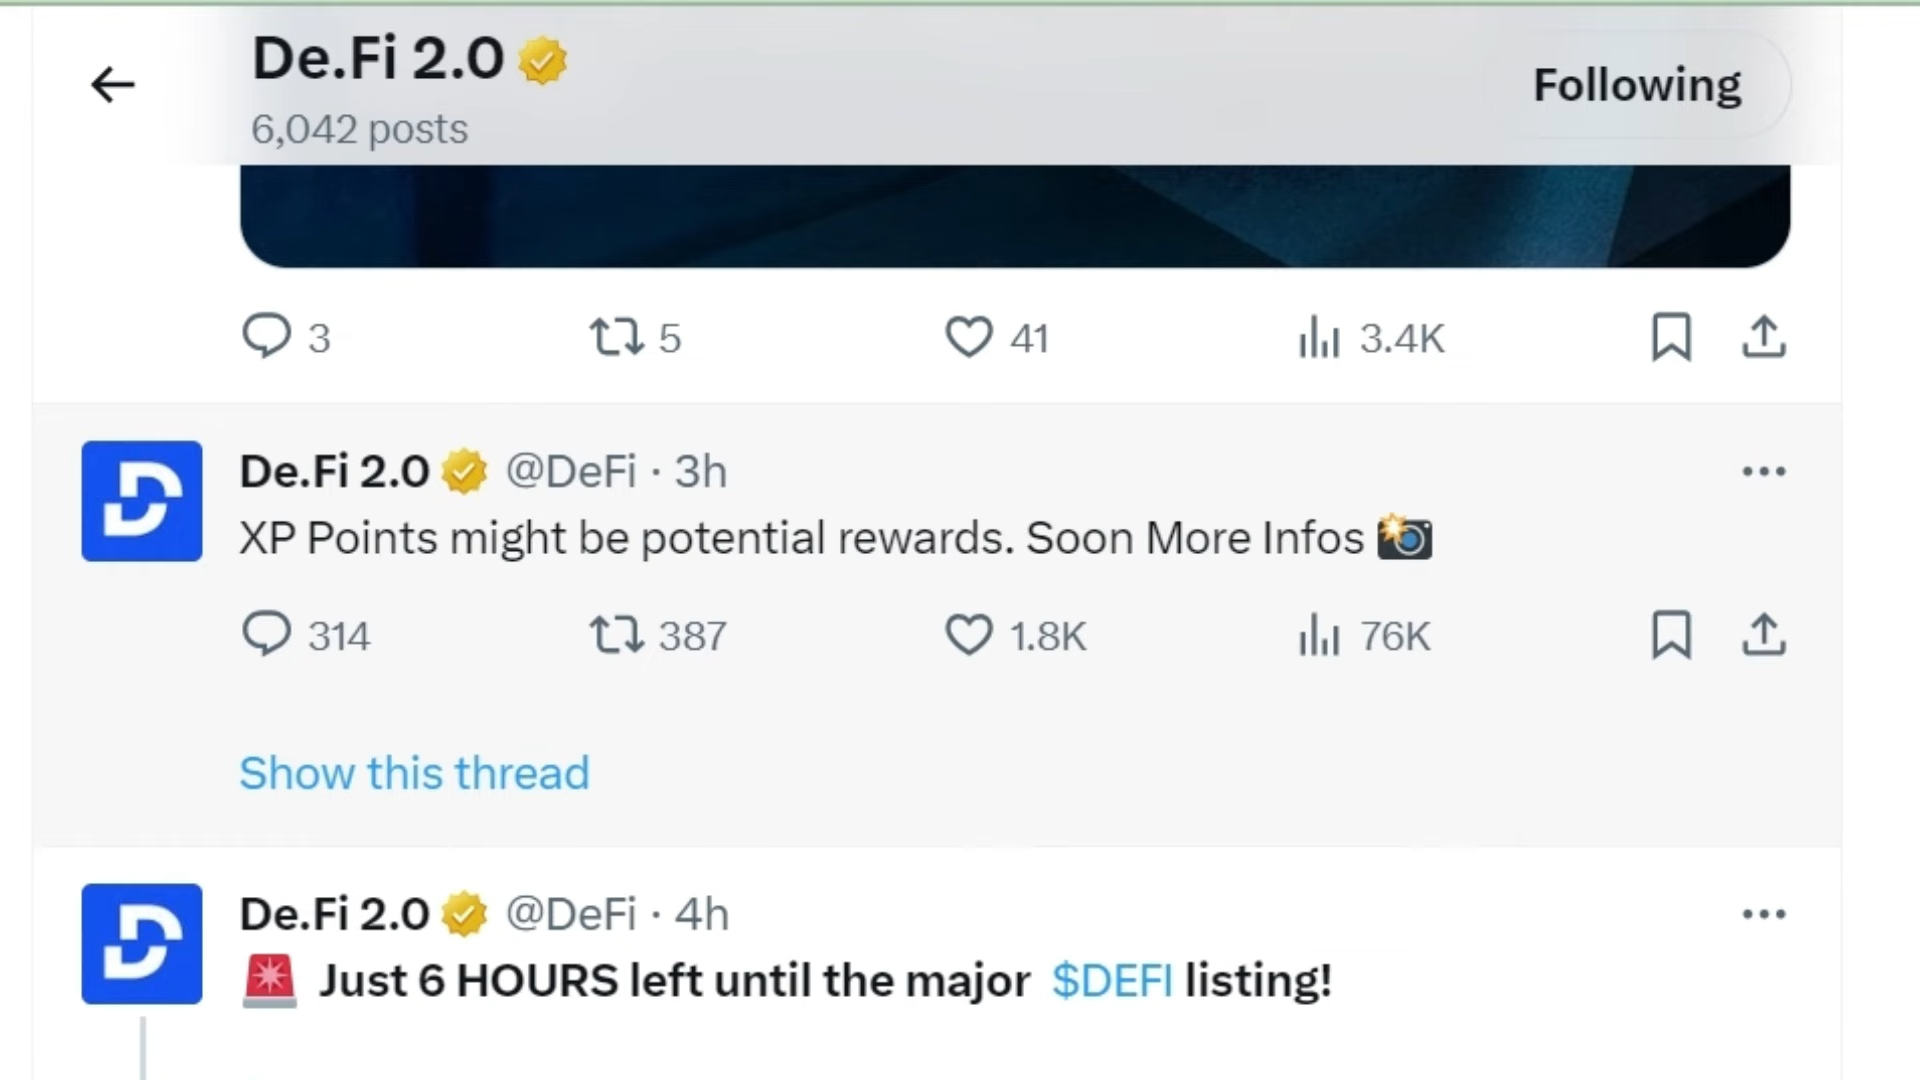 De.Fi 2.0
6,042 posts
Following
3 5 41 3.4K
De.Fi 2.0 @DeFi · 3h
XP Points might be potential rewards. Soon More Infos 📸
314 387 1.8K 76K
Show this thread
De.Fi 2.0 @DeFi · 4h
🚨 Just 6 HOURS left until the major $DEFI listing!